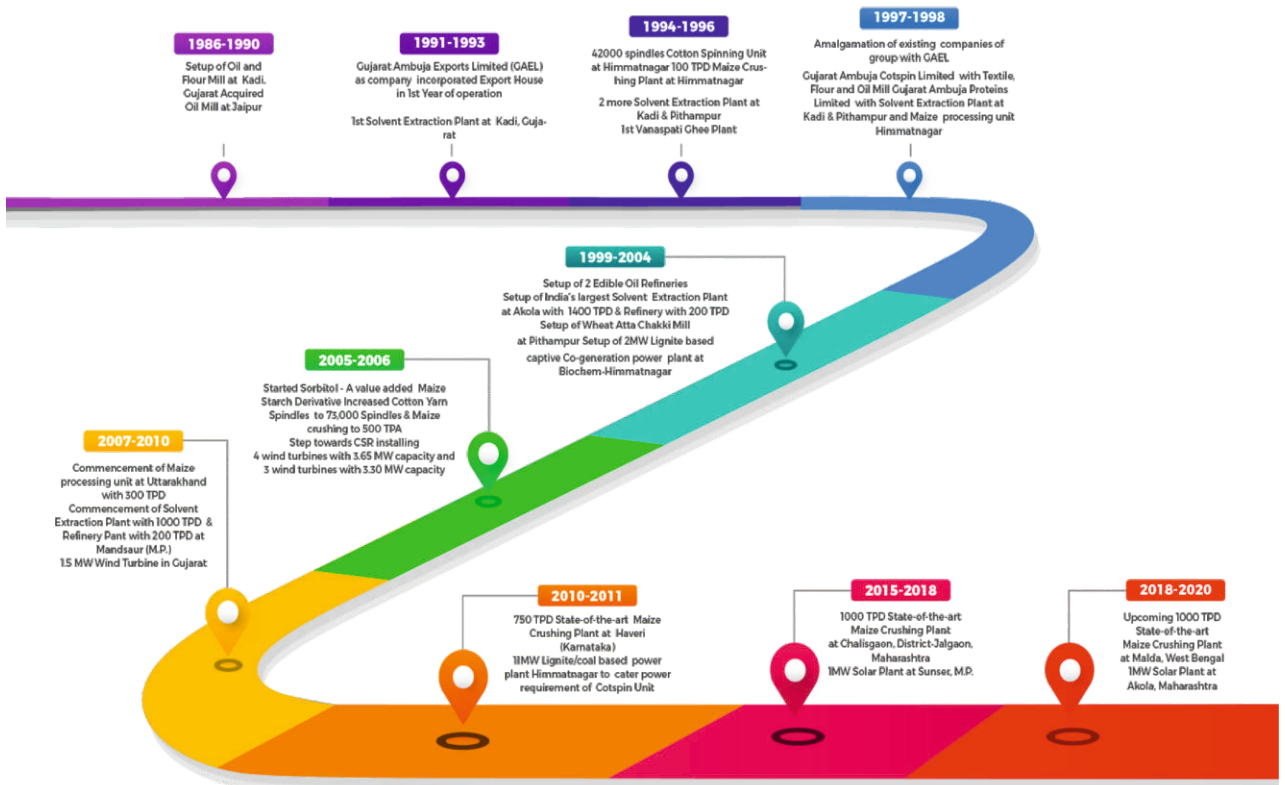 1986-1990
Setup of Oil and
Flour Mill at Kadi,
Gujarat Acquired
Oil Mill at Jaipur
1991-1993
Gujarat Ambuja Exports Limited (GAEL)
as company incorporated Export House
in 1st Year of operation
1st Solvent Extraction Plant at Kadi, Guja-
rat
1994-1996
42000 spindles Cotton Spinning Unit
at Himmatnagar 100 TPD Maize Crus-
hing Plant at Himmatnagar
2 more Solvent Extraction Plant at
Kadi & Pithampur
1st Vanaspati Ghee Plant
1997-1998
Amalgamation of existing companies of
group with GAEL
Gujarat Ambuja Cotspin Limited with Textile,
Flour and Oil Mill Gujarat Ambuja Proteins
Limited with Solvent Extraction Plant at
Kadi & Pithampur and Maize processing unit
Himmatnagar
1999-2004
Setup of 2 Edible Oil Refineries
Setup of India's largest Solvent Extraction Plant
at Akola with 1400 TPD & Refinery with 200 TPD
Setup of Wheat Atta Chakki Mill
at Pithampur Setup of 2MW Lignite based
captive Co-generation power plant at
Biochem-Himmatnagar
2005-2006
Started Sorbitol - A value added Maize
Starch Derivative Increased Cotton Yarn
Spindles to 73,000 Spindles & Maize
crushing to 500 TPA
Step towards CSR installing
4 wind turbines with 3.65 MW capacity and
3 wind turbines with 3.30 MW capacity
2007-2010
Commencement of Maize
processing unit at Uttarakhand
with 300 TPD
Commencement of Solvent
Extraction Plant with 1000 TPD &
Refinery Pant with 200 TPD at
Mandsaur (M.P.)
1.5 MW Wind Turbine in Gujarat
2010-2011
750 TPD State-of-the-art Maize
Crushing Plant at Haveri
(Karnataka)
11MW Lignite/coal based power
plant Himmatnagar to cater power
requirement of Cotspin Unit
2015-2018
1000 TPD State-of-the-art
Maize Crushing Plant
at Chalisgaon, District-Jalgaon,
Maharashtra
1MW Solar Plant at Sunser, M.P.
2018-2020
Upcoming 1000 TPD
State-of-the-art
Maize Crushing Plant
at Malda, West Bengal
1MW Solar Plant at
Akola, Maharashtra